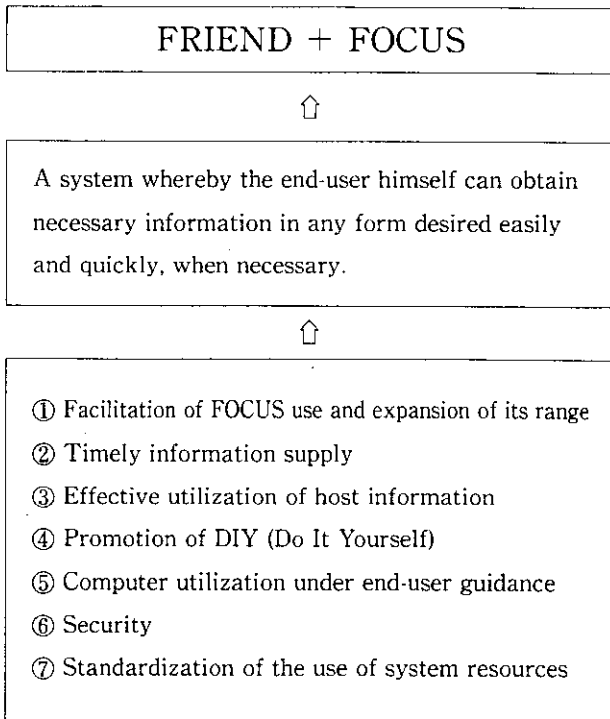 FRIEND + FOCUS
⇧
A system whereby the end-user himself can obtain
necessary information in any form desired easily
and quickly, when necessary.
⇧
① Facilitation of FOCUS use and expansion of its range
② Timely information supply
③ Effective utilization of host information
④ Promotion of DIY (Do It Yourself)
⑤ Computer utilization under end-user guidance
⑥ Security
⑦ Standardization of the use of system resources